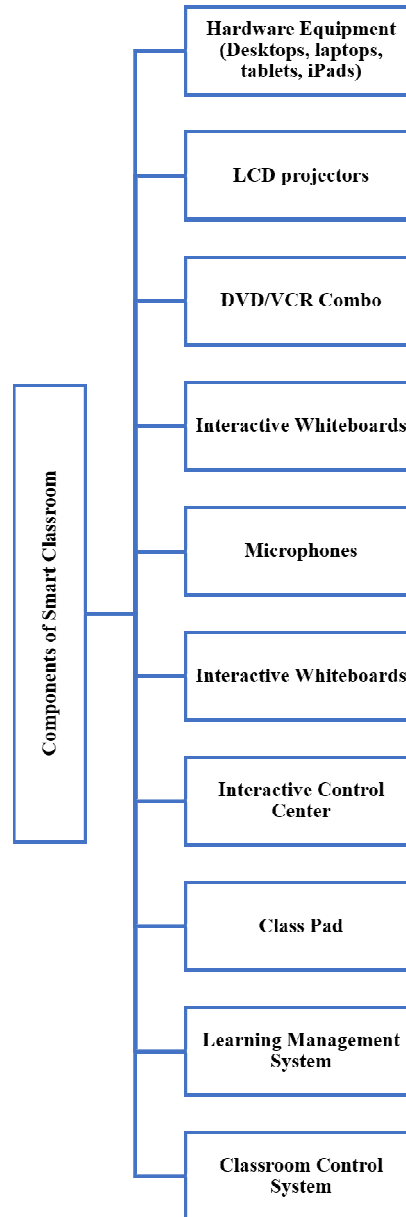 Components of Smart Classroom
Hardware Equipment
(Desktops, laptops,
tablets, iPads)
LCD projectors
DVD/VCR Combo
Interactive Whiteboards
Microphones
Interactive Whiteboards
Interactive Control
Center
Class Pad
Learning Management
System
Classroom Control
System